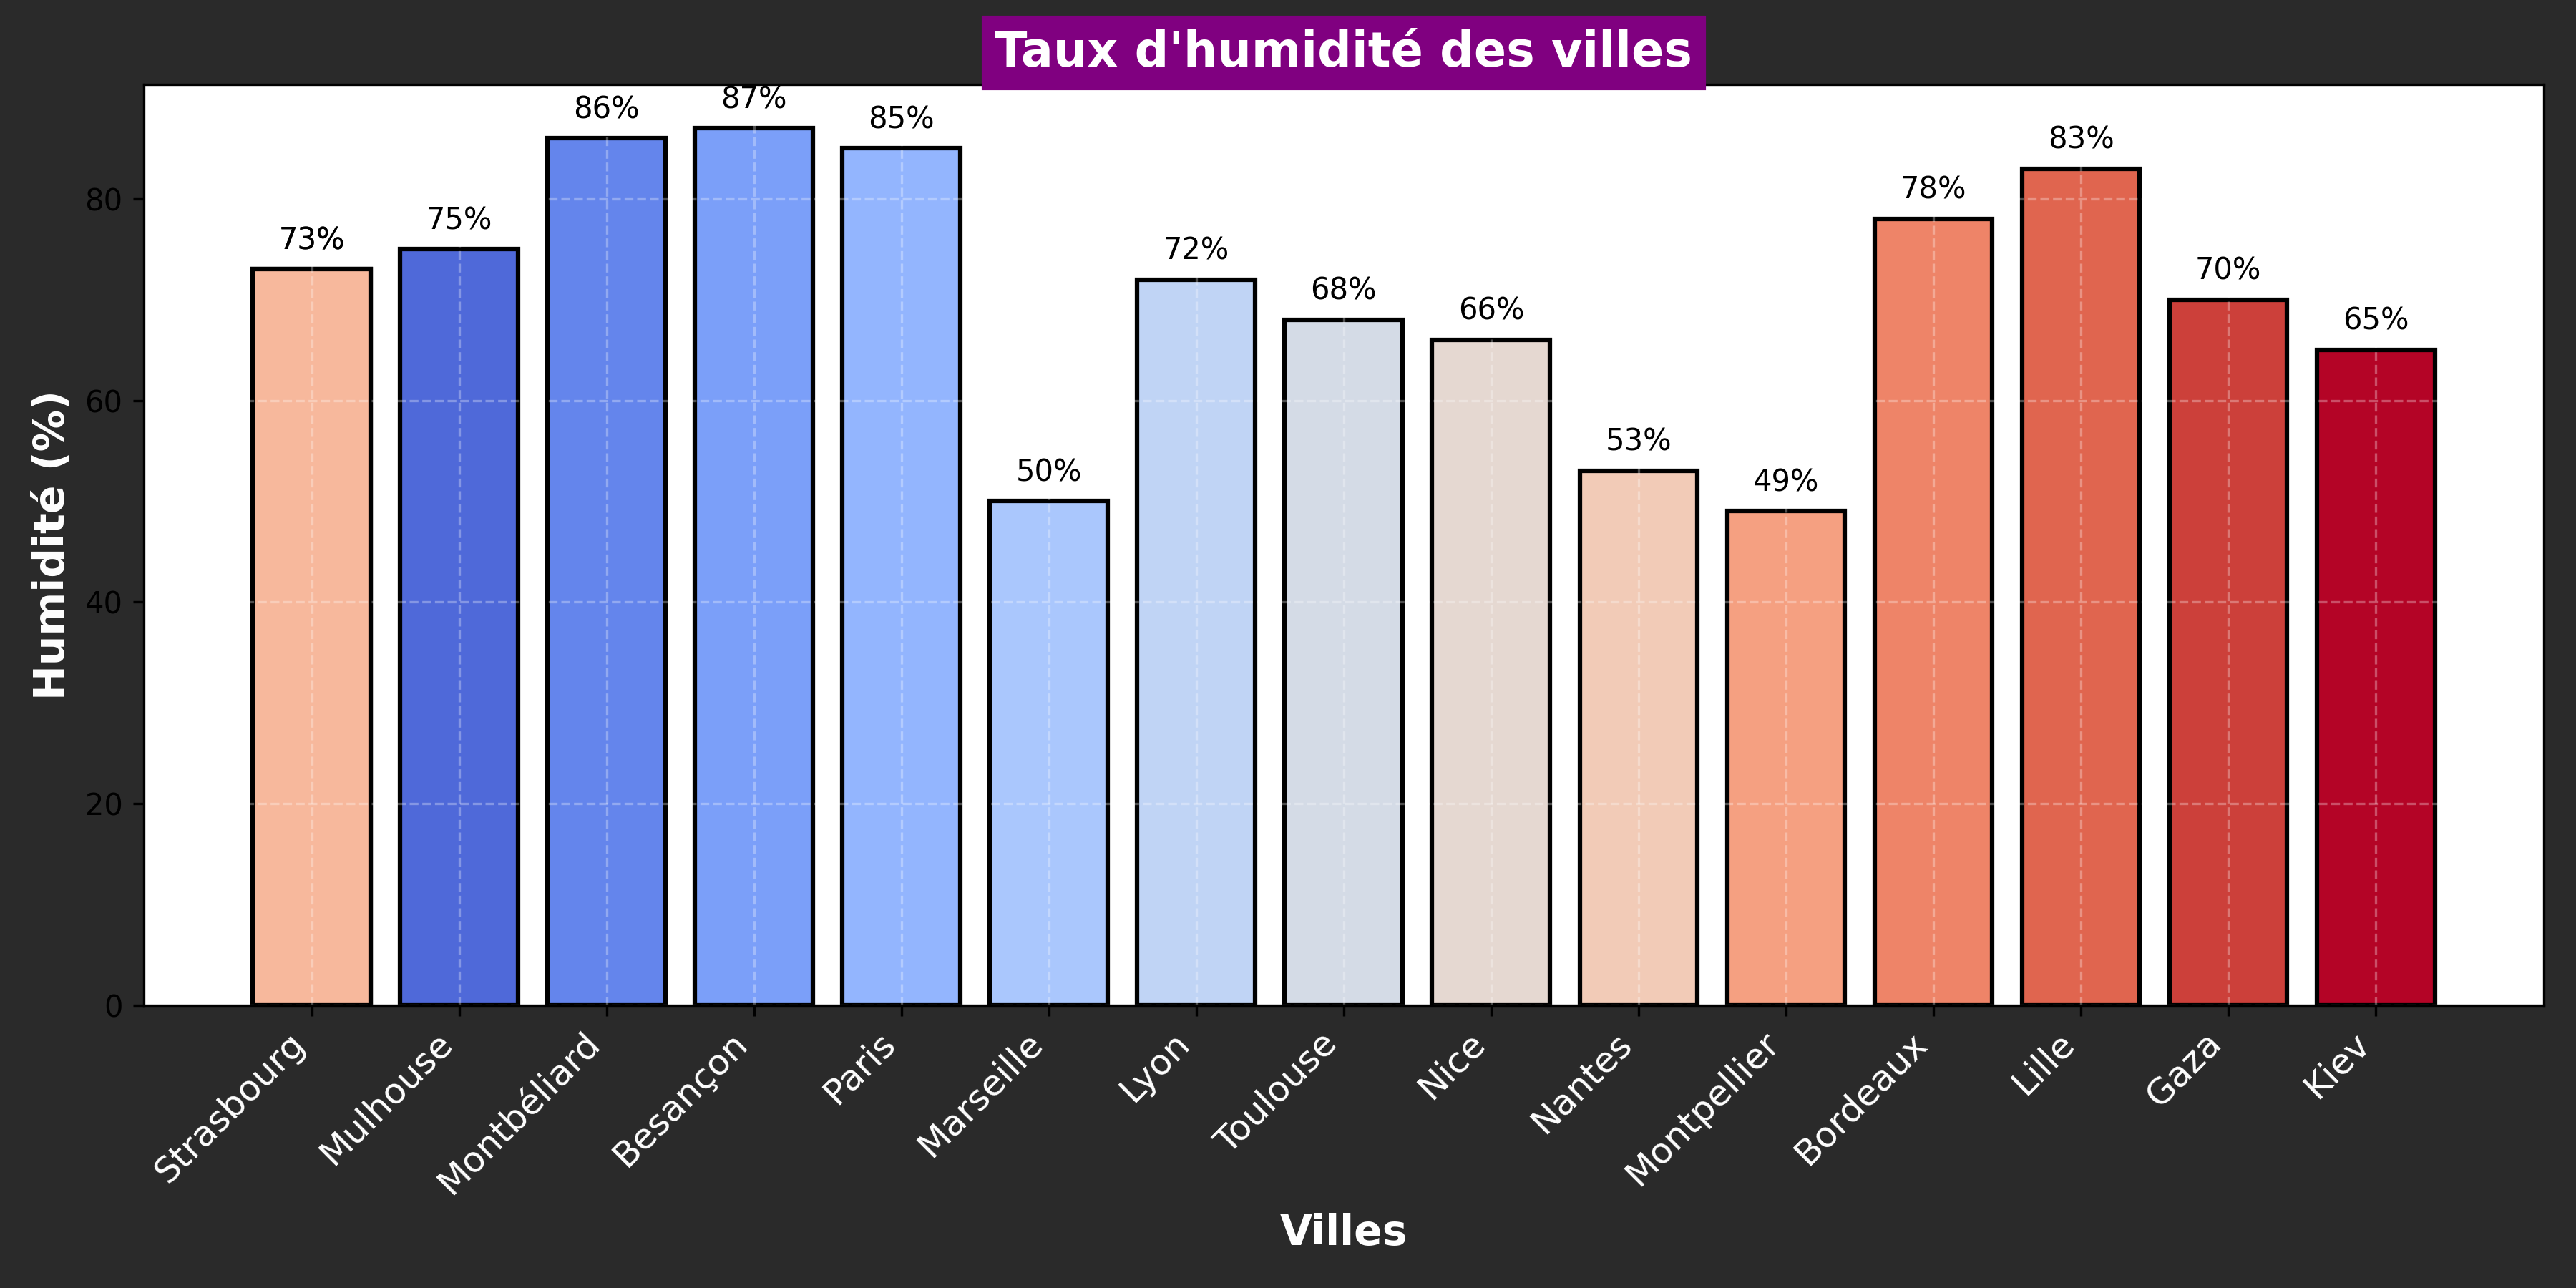 Taux d'humidité des villes
Humidité (%)
80
60
40
20
0
73%
75%
86%
87%
85%
50%
72%
68%
66%
53%
49%
78%
83%
70%
65%
Strasbourg
Mulhouse
Montbéliard
Besançon
Paris
Marseille
Lyon
Toulouse
Nice
Nantes
Montpellier
Bordeaux
Lille
Gaza
Kiev
Villes